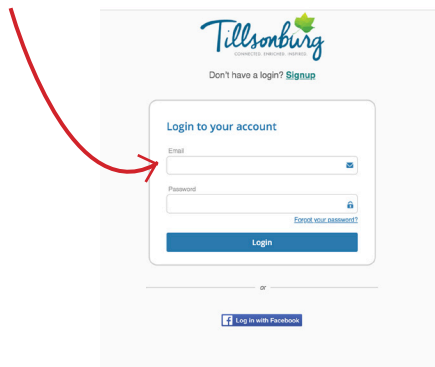 Tillsonburg
CONNECTED. ENRICHED. INSPIRED.
Don't have a login? Signup
Login to your account
Email
Password
Forgot your password?
Login
or
f Log in with Facebook